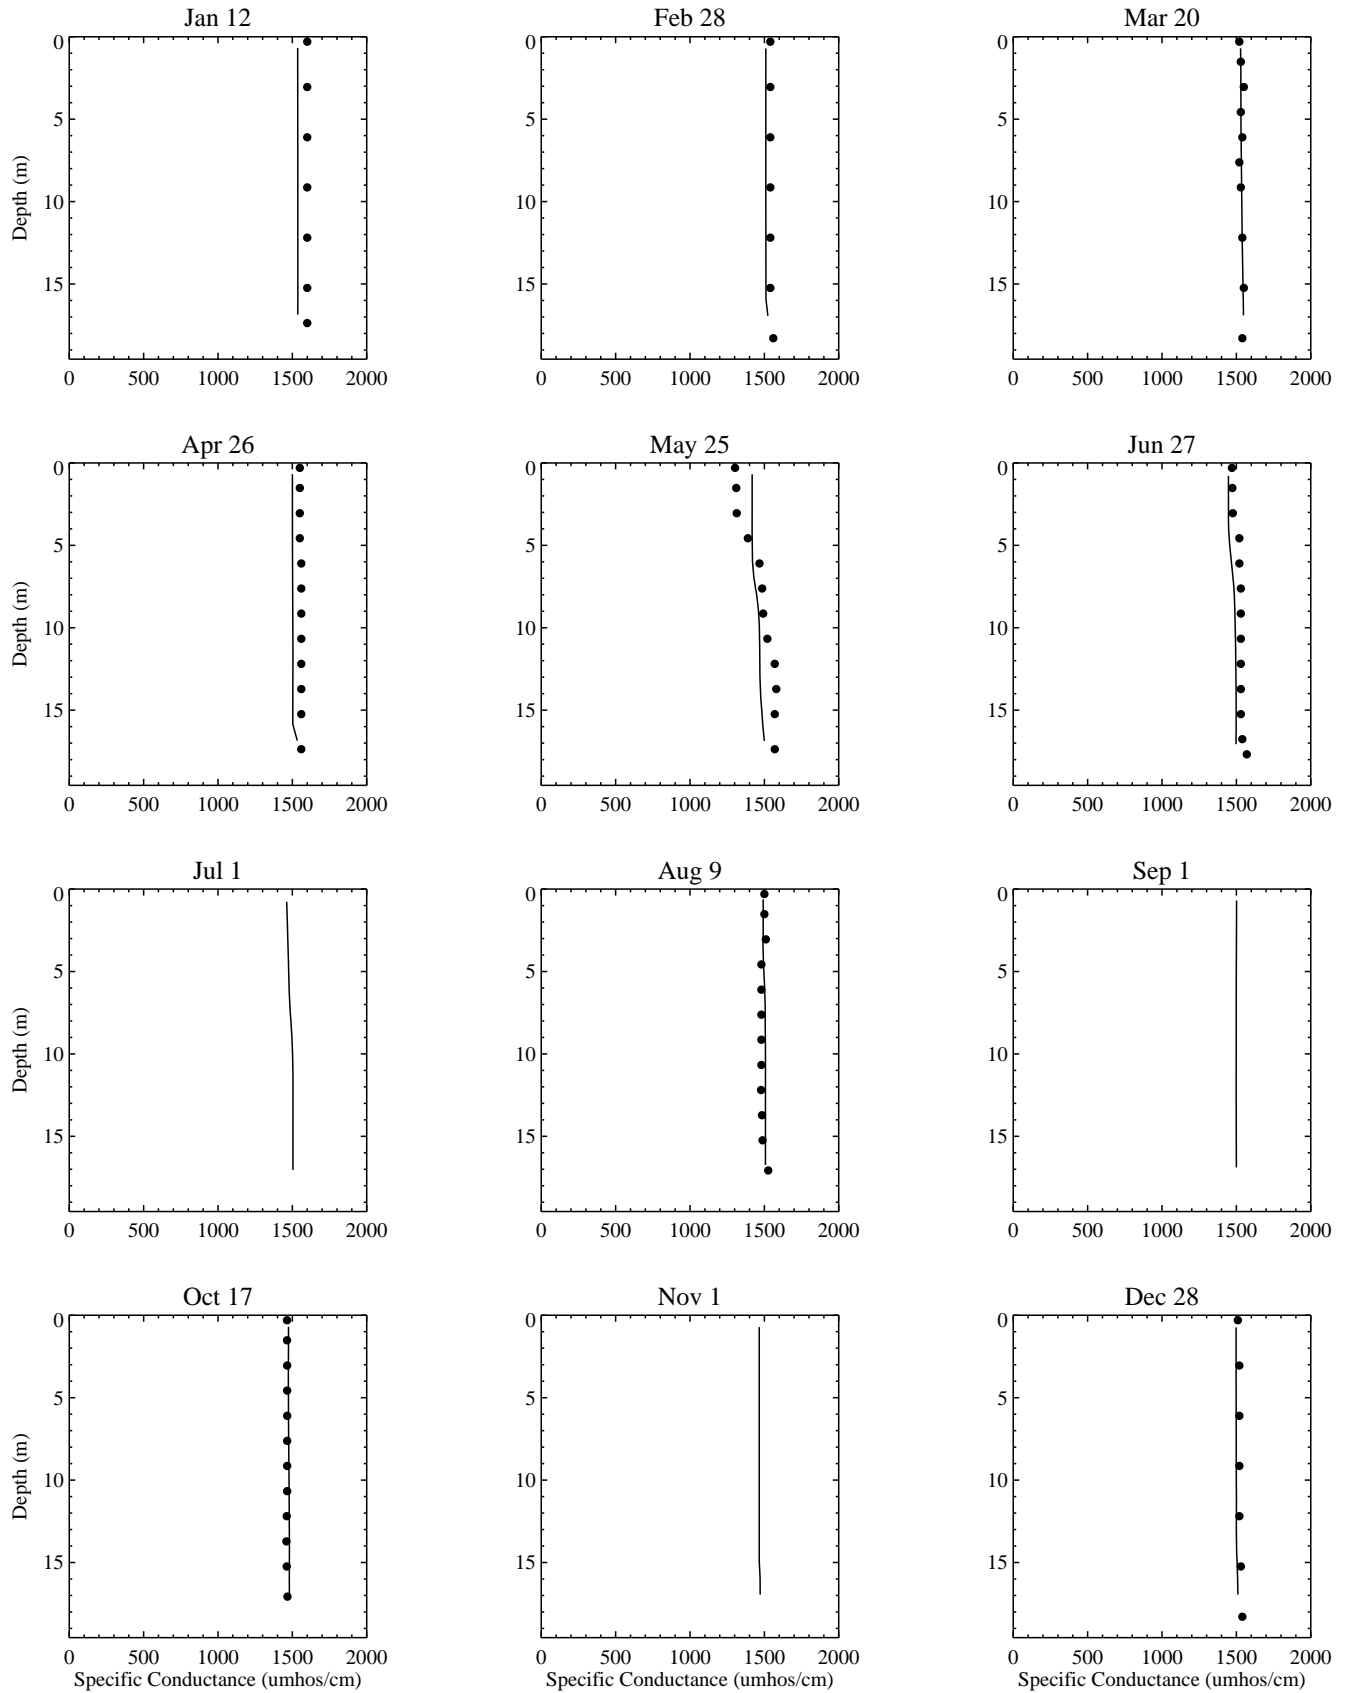 Jan 12 Feb 28 Mar 20
0 0 0
5 5 5
10 10 10
15 15 15
Depth (m)
0 500 1000 1500 2000 0 500 1000 1500 2000 0 500 1000 1500 2000
Apr 26 May 25 Jun 27
0 0 0
5 5 5
10 10 10
15 15 15
Depth (m)
0 500 1000 1500 2000 0 500 1000 1500 2000 0 500 1000 1500 2000
Jul 1 Aug 9 Sep 1
0 0 0
5 5 5
10 10 10
15 15 15
Depth (m)
0 500 1000 1500 2000 0 500 1000 1500 2000 0 500 1000 1500 2000
Oct 17 Nov 1 Dec 28
0 0 0
5 5 5
10 10 10
15 15 15
Depth (m)
0 500 1000 1500 2000 0 500 1000 1500 2000 0 500 1000 1500 2000
Specific Conductance (umhos/cm) Specific Conductance (umhos/cm) Specific Conductance (umhos/cm)